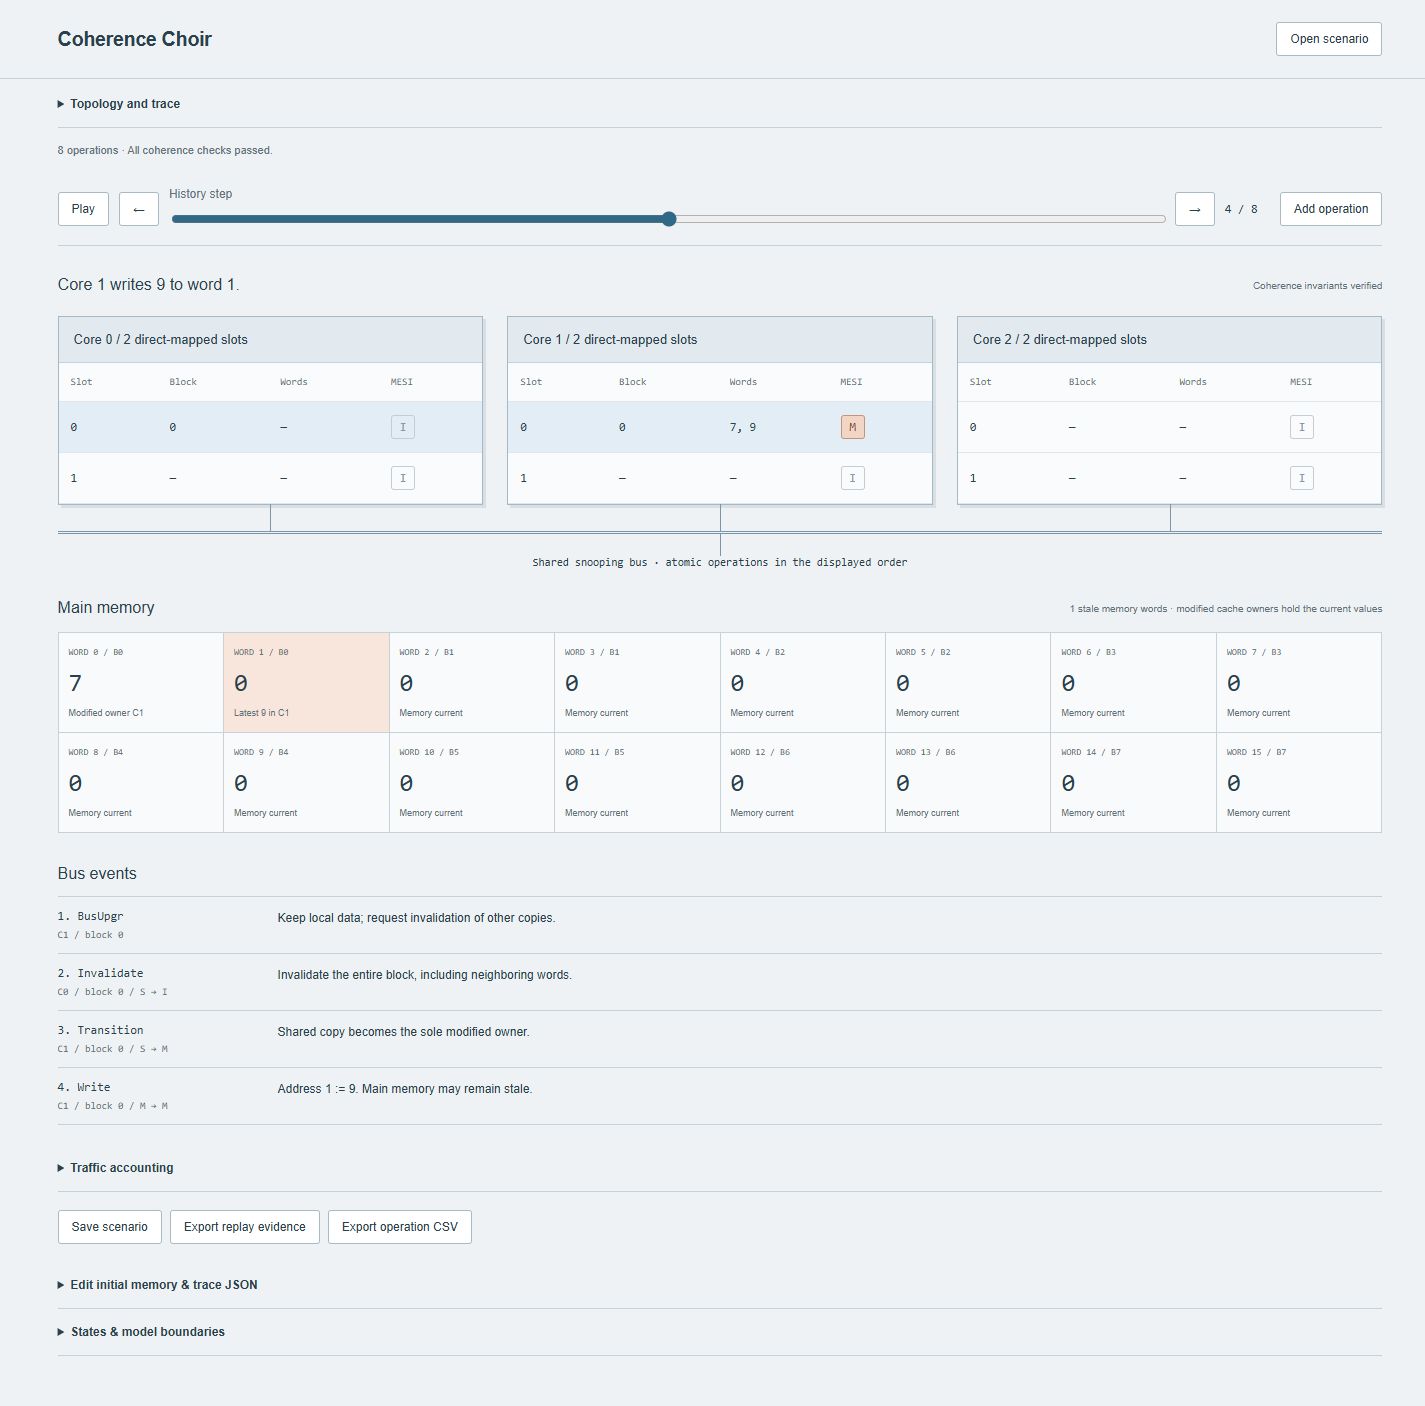 Coherence Choir
Open scenario
▶ Topology and trace
8 operations · All coherence checks passed.
Play
←
History step
→
4 / 8
Add operation
Core 1 writes 9 to word 1.
Coherence invariants verified
Core 0 / 2 direct-mapped slots
Slot Block Words MESI
0 0 — I
1 — — I
Core 1 / 2 direct-mapped slots
Slot Block Words MESI
0 0 7, 9 M
1 — — I
Core 2 / 2 direct-mapped slots
Slot Block Words MESI
0 — — I
1 — — I
Shared snooping bus · atomic operations in the displayed order
Main memory
1 stale memory words · modified cache owners hold the current values
WORD 0 / B0
7
Modified owner C1
WORD 1 / B0
0
Latest 9 in C1
WORD 2 / B1
0
Memory current
WORD 3 / B1
0
Memory current
WORD 4 / B2
0
Memory current
WORD 5 / B2
0
Memory current
WORD 6 / B3
0
Memory current
WORD 7 / B3
0
Memory current
WORD 8 / B4
0
Memory current
WORD 9 / B4
0
Memory current
WORD 10 / B5
0
Memory current
WORD 11 / B5
0
Memory current
WORD 12 / B6
0
Memory current
WORD 13 / B6
0
Memory current
WORD 14 / B7
0
Memory current
WORD 15 / B7
0
Memory current
Bus events
1. BusUpgr
C1 / block 0
Keep local data; request invalidation of other copies.
2. Invalidate
C0 / block 0 / S → I
Invalidate the entire block, including neighboring words.
3. Transition
C1 / block 0 / S → M
Shared copy becomes the sole modified owner.
4. Write
C1 / block 0 / M → M
Address 1 := 9. Main memory may remain stale.
▶ Traffic accounting
Save scenario
Export replay evidence
Export operation CSV
▶ Edit initial memory & trace JSON
▶ States & model boundaries